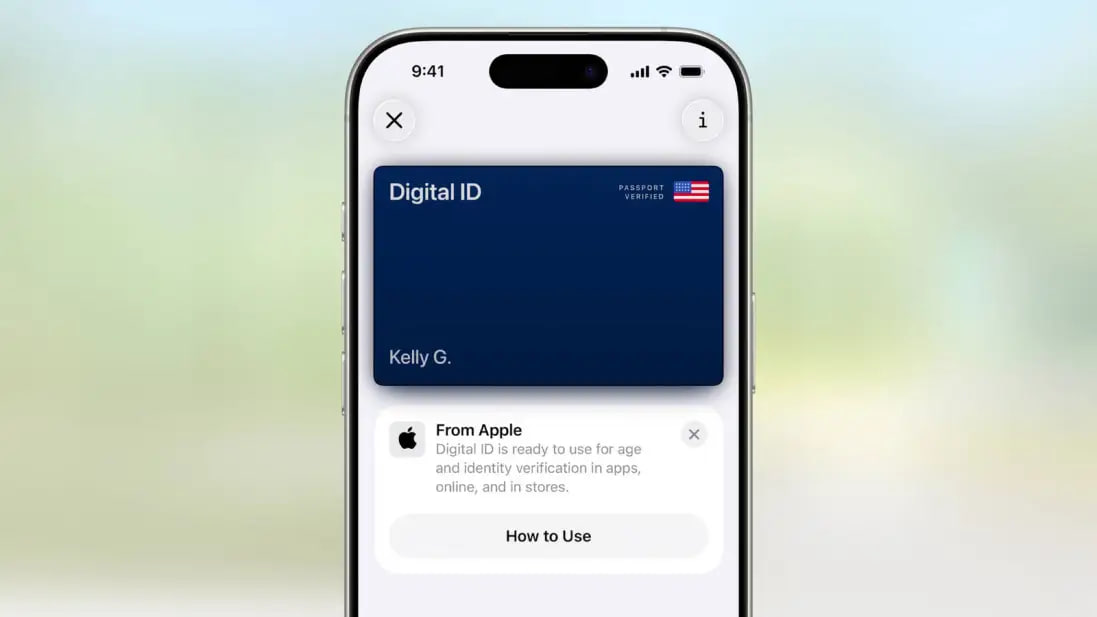 9:41
Digital ID
PASSPORT
VERIFIED
Kelly G.
From Apple
Digital ID is ready to use for age
and identity verification in apps,
online, and in stores.
How to Use